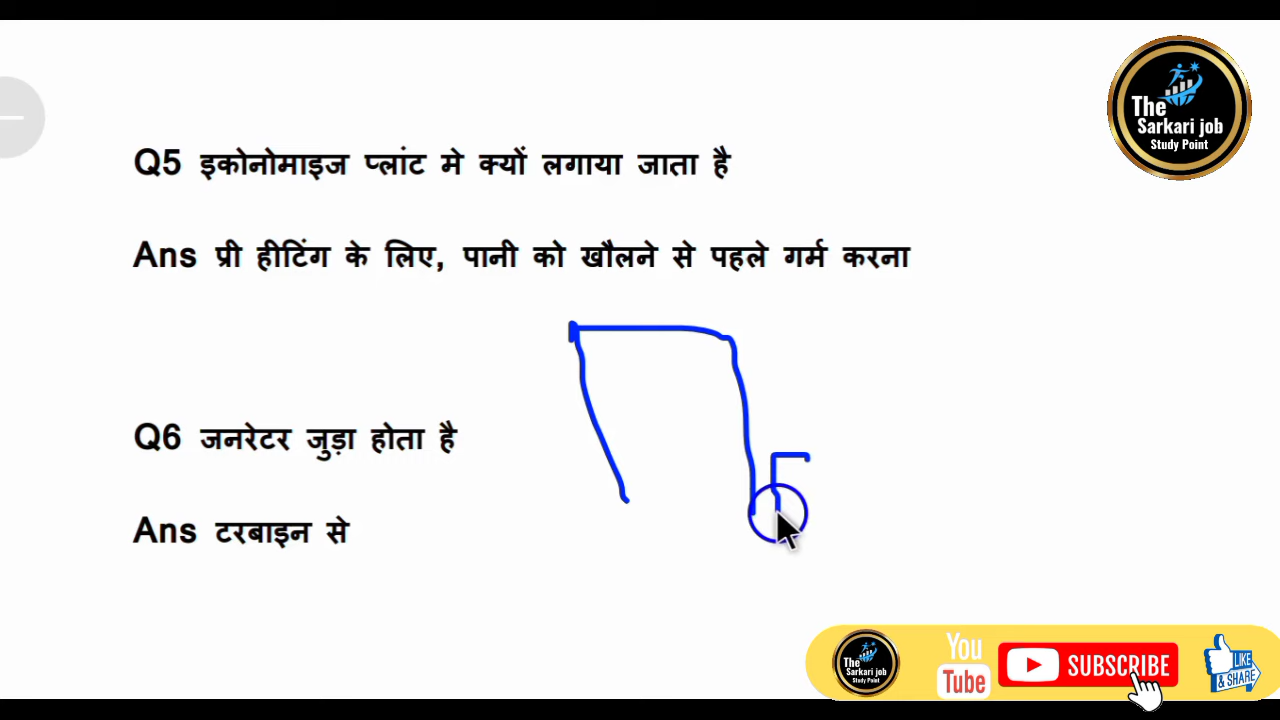 The
Sarkari job
Study Point
Q5 इकोनोमाइज प्लांट मे क्यों लगाया जाता है
Ans प्री हीटिंग के लिए, पानी को खौलने से पहले गर्म करना
Q6 जनरेटर जुड़ा होता है
Ans टरबाइन से
The
Sarkari job
Study Point
You
Tube
SUBSCRIBE
LIKE
& SHARE